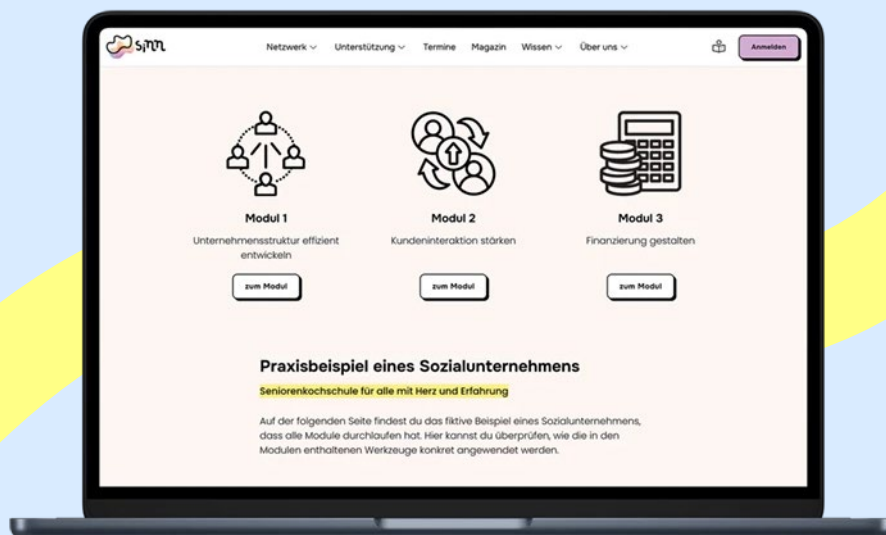 sinn
Netzwerk Unterstützung Termine Magazin Wissen Über uns Anmelden
Modul 1 Modul 2 Modul 3
Unternehmensstruktur effizient Kundeninteraktion stärken Finanzierung gestalten
entwickeln
zum Modul zum Modul zum Modul
Praxisbeispiel eines Sozialunternehmens
Seniorenkochschule für alle mit Herz und Erfahrung
Auf der folgenden Seite findest du das fiktive Beispiel eines Sozialunternehmens,
dass alle Module durchlaufen hat. Hier kannst du überprüfen, wie die in den
Modulen enthaltenen Werkzeuge konkret angewendet werden.